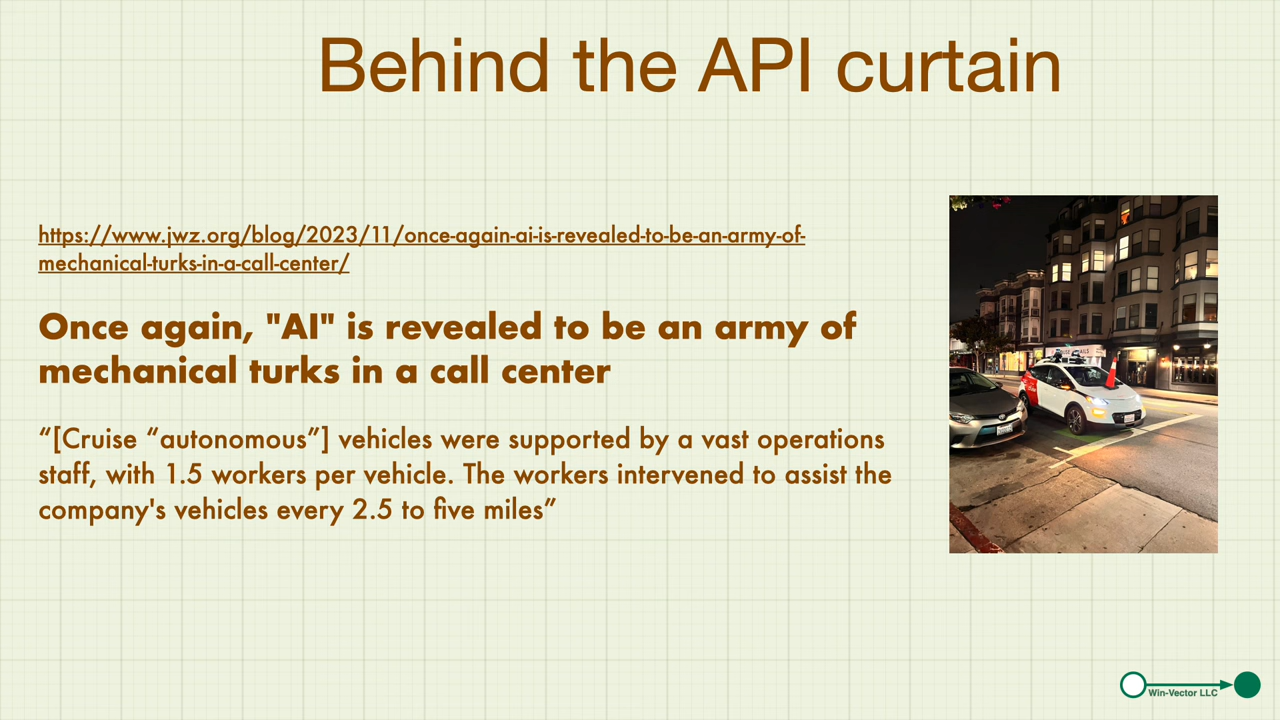 Behind the API curtain
https://www.jwz.org/blog/2023/11/once-again-ai-is-revealed-to-be-an-army-of-
mechanical-turks-in-a-call-center/
Once again, "AI" is revealed to be an army of
mechanical turks in a call center
“[Cruise “autonomous”] vehicles were supported by a vast operations
staff, with 1.5 workers per vehicle. The workers intervened to assist the
company's vehicles every 2.5 to five miles”
Win-Vector LLC